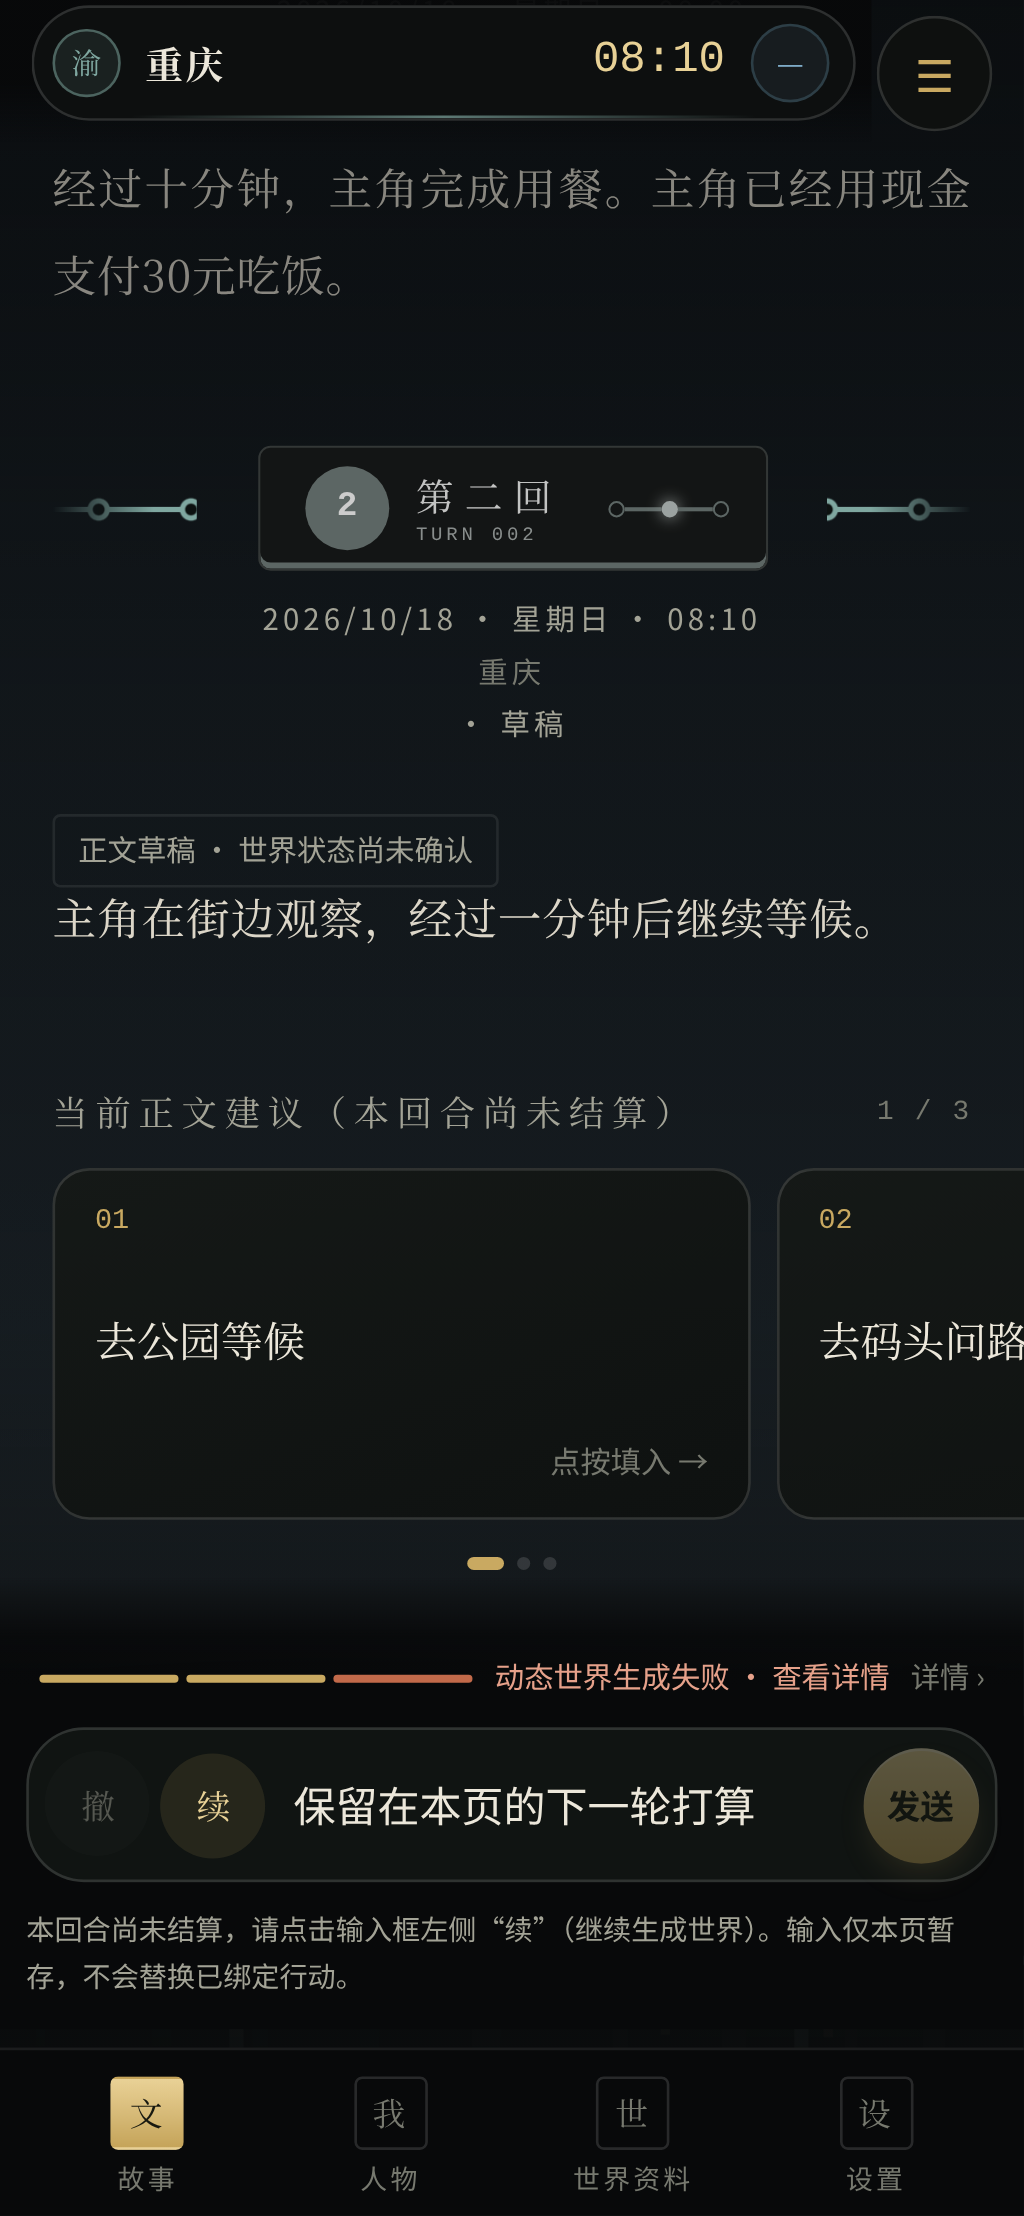 渝 重庆 08:10 — ☰
经过十分钟，主角完成用餐。主角已经用现金
支付30元吃饭。
2 第二回
TURN 002
2026/10/18 · 星期日 · 08:10
重庆
· 草稿
正文草稿 · 世界状态尚未确认
主角在街边观察，经过一分钟后继续等候。
当前正文建议（本回合尚未结算） 1 / 3
01
去公园等候
点按填入 →
02
去码头问路
动态世界生成失败 · 查看详情 详情 ›
撤 续 保留在本页的下一轮打算 发送
本回合尚未结算，请点击输入框左侧“续”（继续生成世界）。输入仅本页暂
存，不会替换已绑定行动。
文 我 世 设
故事 人物 世界资料 设置